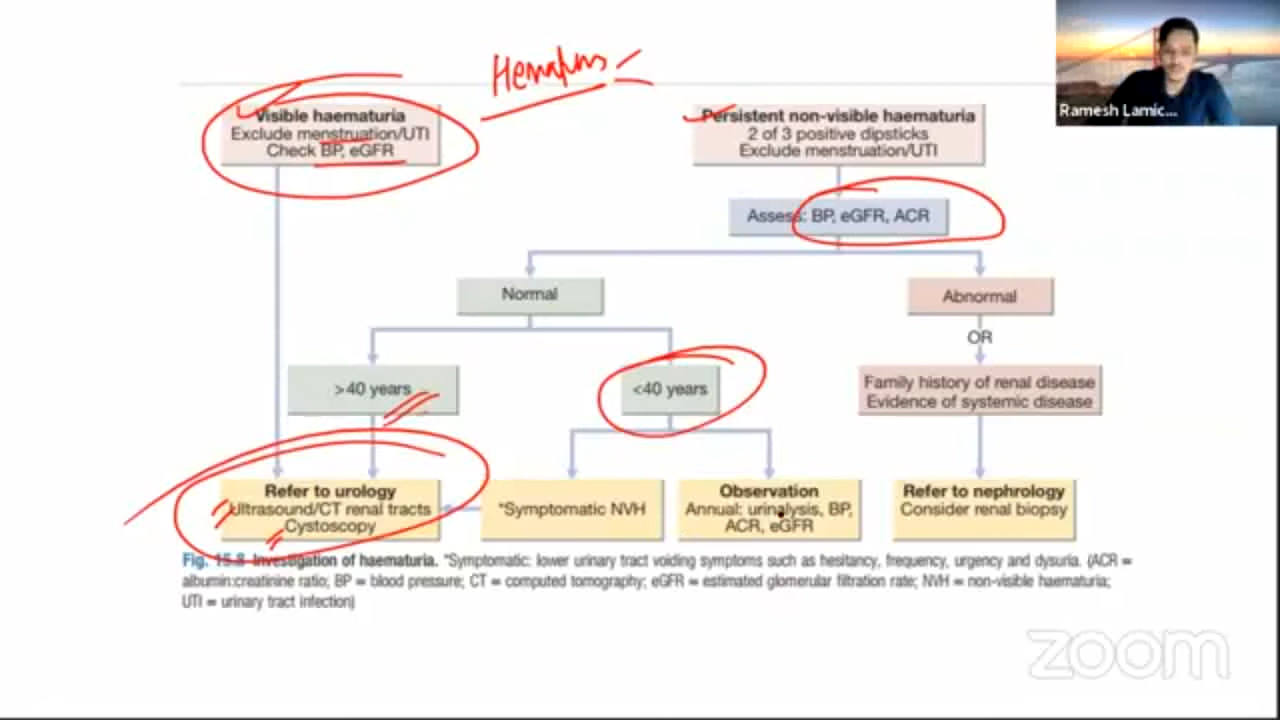 Ramesh Lamic...
Visible haematuria
Exclude menstruation/UTI
Check BP, eGFR
Persistent non-visible haematuria
2 of 3 positive dipsticks
Exclude menstruation/UTI
Assess: BP, eGFR, ACR
Normal
Abnormal
OR
>40 years
<40 years
Family history of renal disease
Evidence of systemic disease
Refer to urology
Ultrasound/CT renal tracts
Cystoscopy
*Symptomatic NVH
Observation
Annual: urinalysis, BP,
ACR, eGFR
Refer to nephrology
Consider renal biopsy
Fig. 15.8 Investigation of haematuria. *Symptomatic: lower urinary tract voiding symptoms such as hesitancy, frequency, urgency and dysuria. (ACR =
albumin:creatinine ratio; BP = blood pressure; CT = computed tomography; eGFR = estimated glomerular filtration rate; NVH = non-visible haematuria;
UTI = urinary tract infection)
zoom